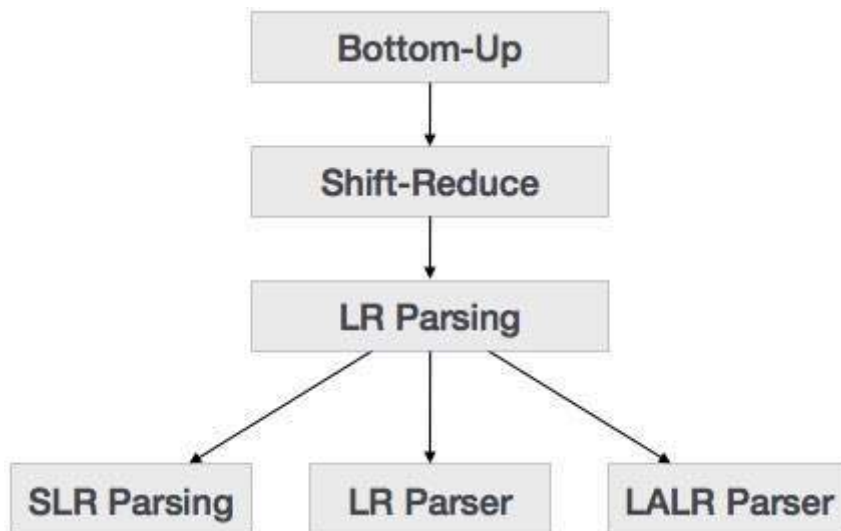 Bottom-Up
Shift-Reduce
LR Parsing
SLR Parsing
LR Parser
LALR Parser